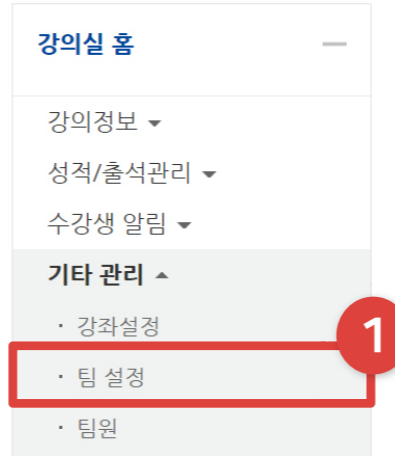 강의실 홈
강의정보
성적/출석관리
수강생 알림
기타 관리
· 강좌설정
1
· 팀 설정
· 팀원